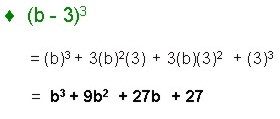 ♦ (b - 3)³
= (b)³ + 3(b)²(3) + 3(b)(3)² + (3)³
= b³ + 9b² + 27b + 27